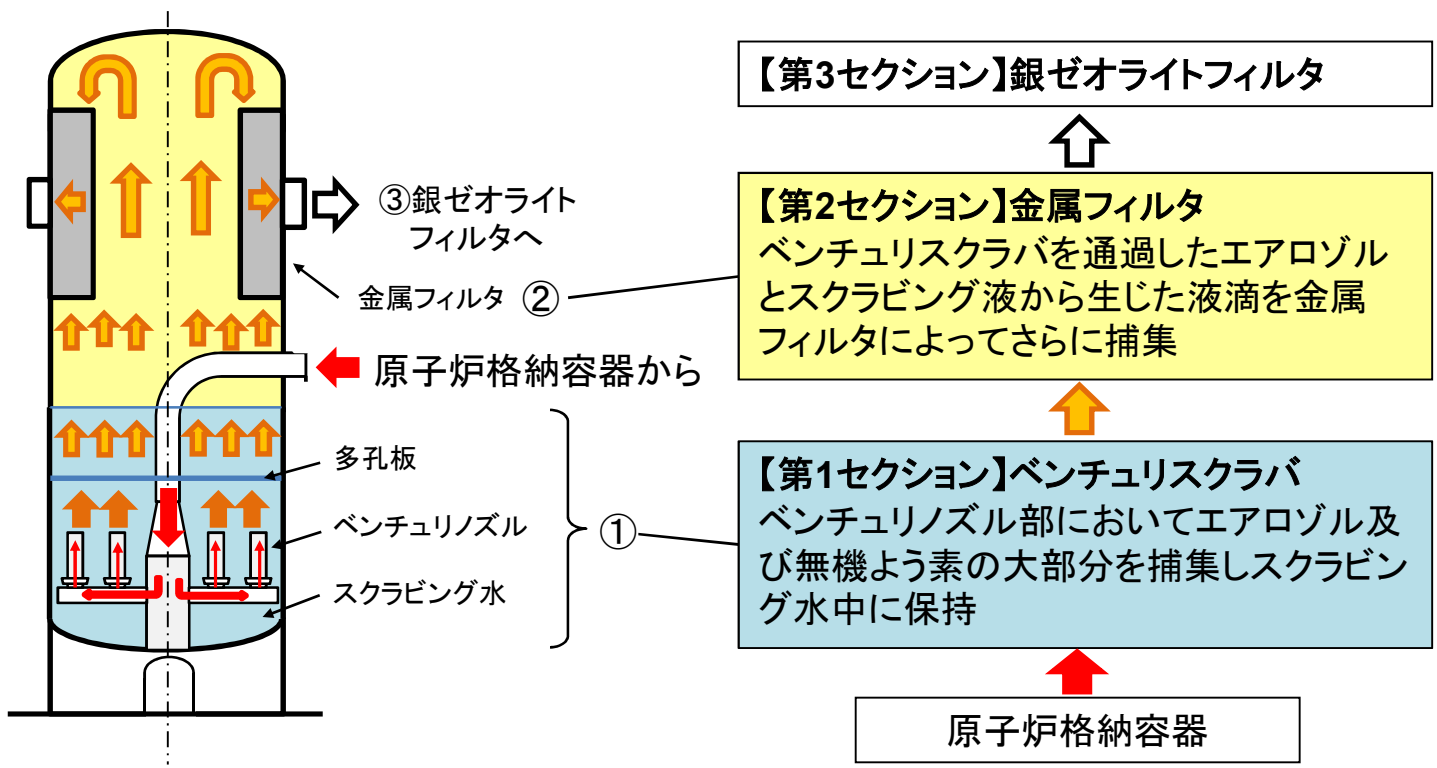 ③銀ゼオライト
フィルタへ
金属フィルタ ②
原子炉格納容器から
多孔板
ベンチュリノズル
スクラビング水
①
【第3セクション】銀ゼオライトフィルタ
【第2セクション】金属フィルタ
ベンチュリスクラバを通過したエアロゾル
とスクラビング液から生じた液滴を金属
フィルタによってさらに捕集
【第1セクション】ベンチュリスクラバ
ベンチュリノズル部においてエアロゾル及
び無機よう素の大部分を捕集しスクラビン
グ水中に保持
原子炉格納容器